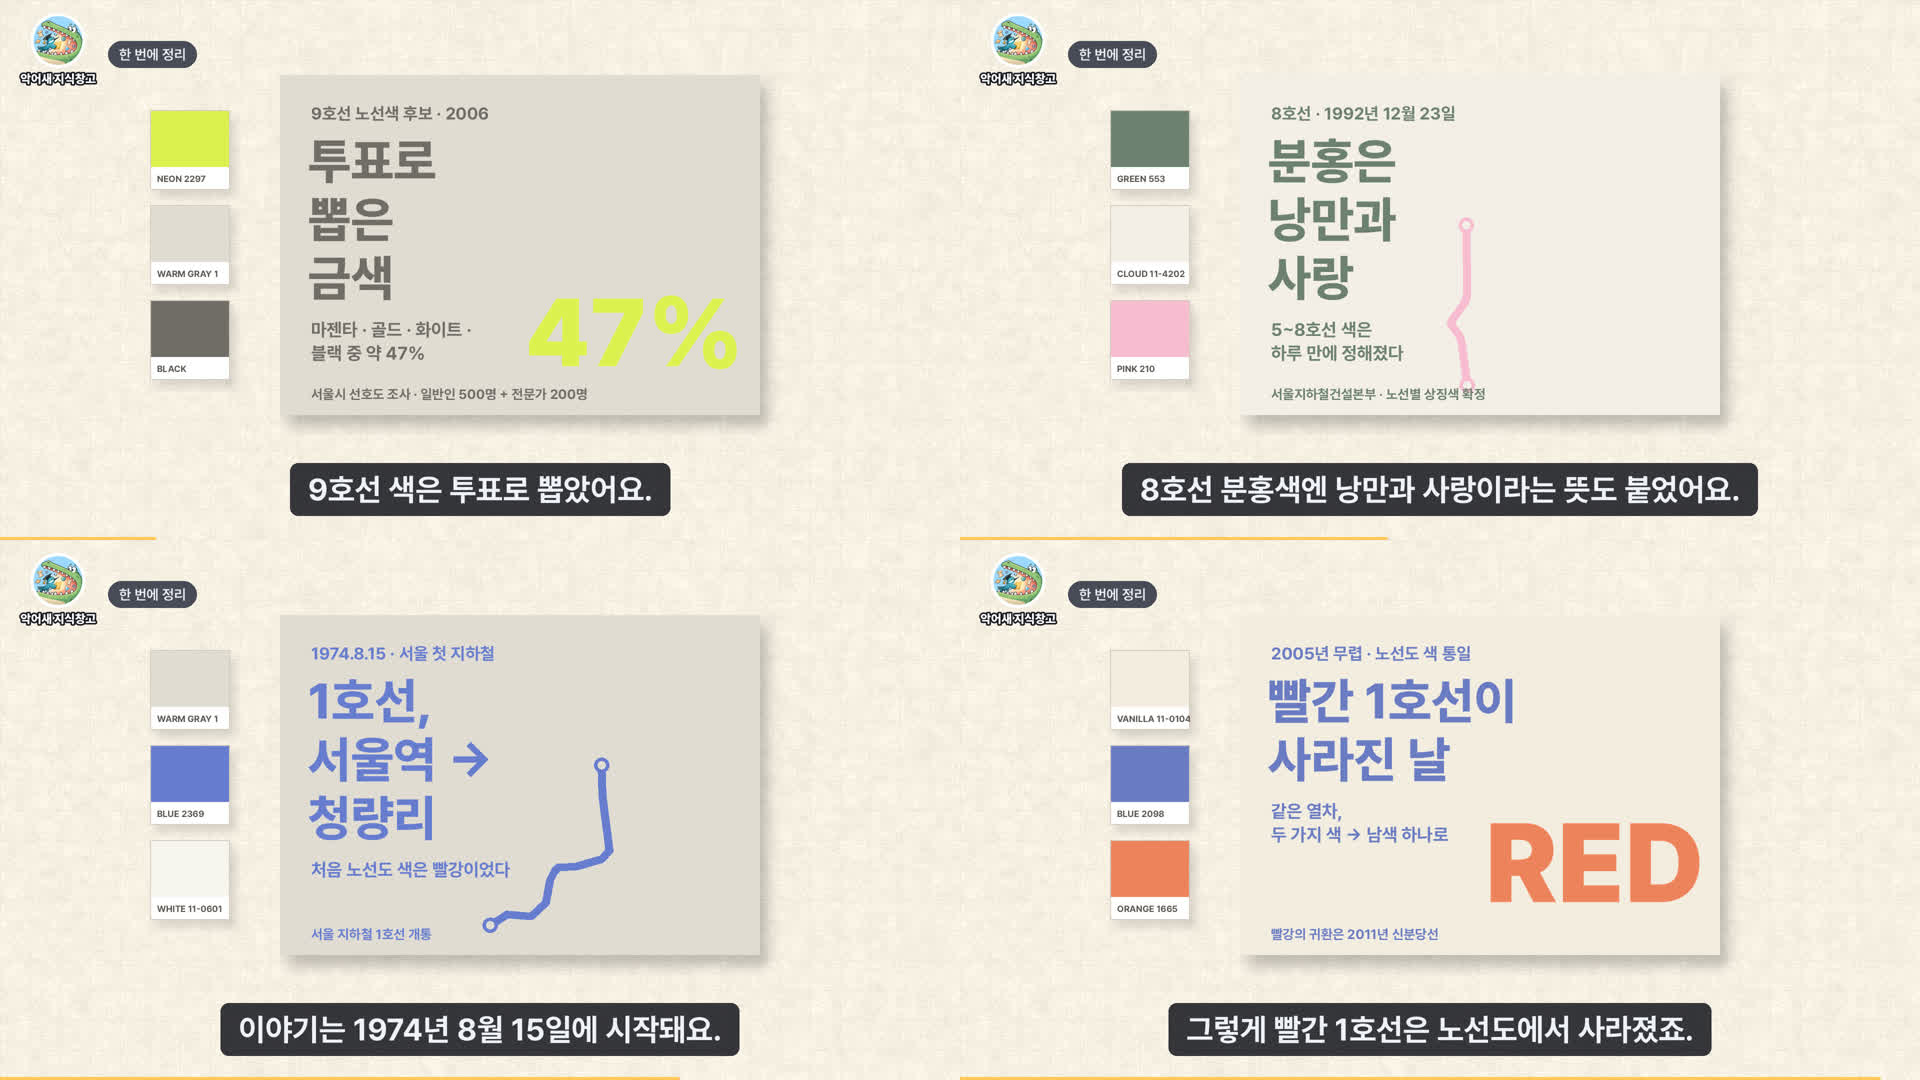 악어새 지식창고
한 번에 정리
NEON 2297
WARM GRAY 1
BLACK
9호선 노선색 후보 · 2006
투표로
뽑은
금색
마젠타 · 골드 · 화이트 ·
블랙 중 약 47%
47%
서울시 선호도 조사 · 일반인 500명 + 전문가 200명
9호선 색은 투표로 뽑았어요.
악어새 지식창고
한 번에 정리
GREEN 553
CLOUD 11-4202
PINK 210
8호선 · 1992년 12월 23일
분홍은
낭만과
사랑
5~8호선 색은
하루 만에 정해졌다
서울지하철건설본부 · 노선별 상징색 확정
8호선 분홍색엔 낭만과 사랑이라는 뜻도 붙었어요.
악어새 지식창고
한 번에 정리
WARM GRAY 1
BLUE 2369
WHITE 11-0601
1974.8.15 · 서울 첫 지하철
1호선,
서울역 →
청량리
처음 노선도 색은 빨강이었다
서울 지하철 1호선 개통
이야기는 1974년 8월 15일에 시작돼요.
악어새 지식창고
한 번에 정리
VANILLA 11-0104
BLUE 2098
ORANGE 1665
2005년 무렵 · 노선도 색 통일
빨간 1호선이
사라진 날
같은 열차,
두 가지 색 → 남색 하나로
RED
빨강의 귀환은 2011년 신분당선
그렇게 빨간 1호선은 노선도에서 사라졌죠.